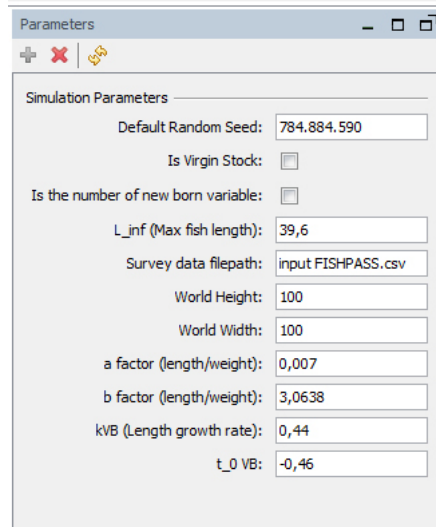 Parameters
Simulation Parameters
Default Random Seed: 784.884.590
Is Virgin Stock:
Is the number of new born variable:
L_inf (Max fish length): 39,6
Survey data filepath: input FISHPASS.csv
World Height: 100
World Width: 100
a factor (length/weight): 0,007
b factor (length/weight): 3,0638
kVB (Length growth rate): 0,44
t_0 VB: -0,46